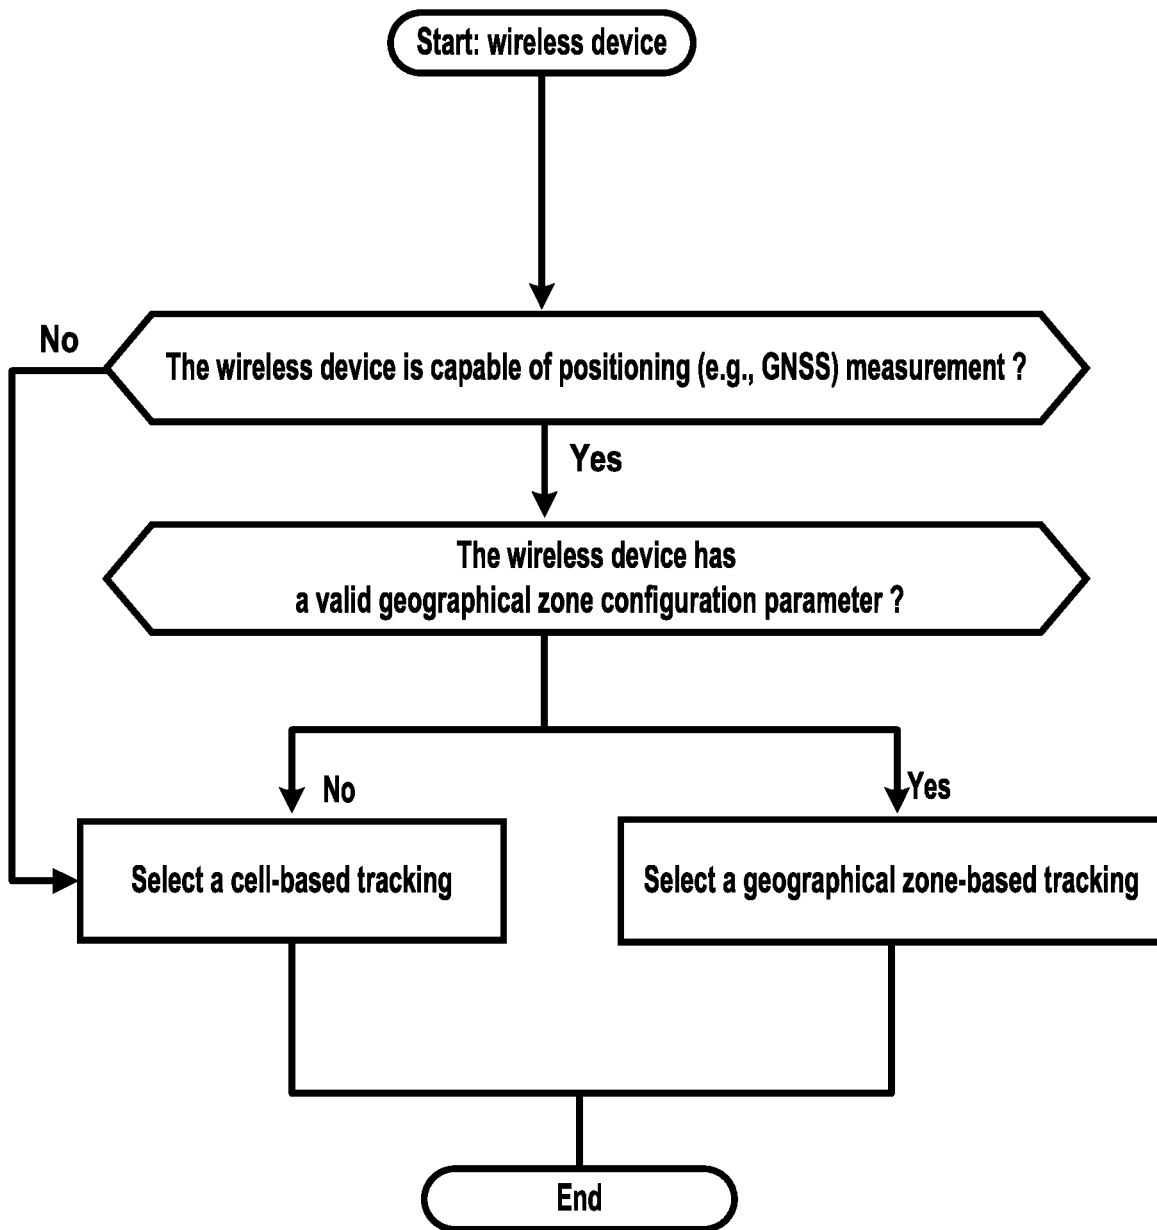 Start: wireless device
No
The wireless device is capable of positioning (e.g., GNSS) measurement ?
Yes
The wireless device has
a valid geographical zone configuration parameter ?
No
Yes
Select a cell-based tracking
Select a geographical zone-based tracking
End